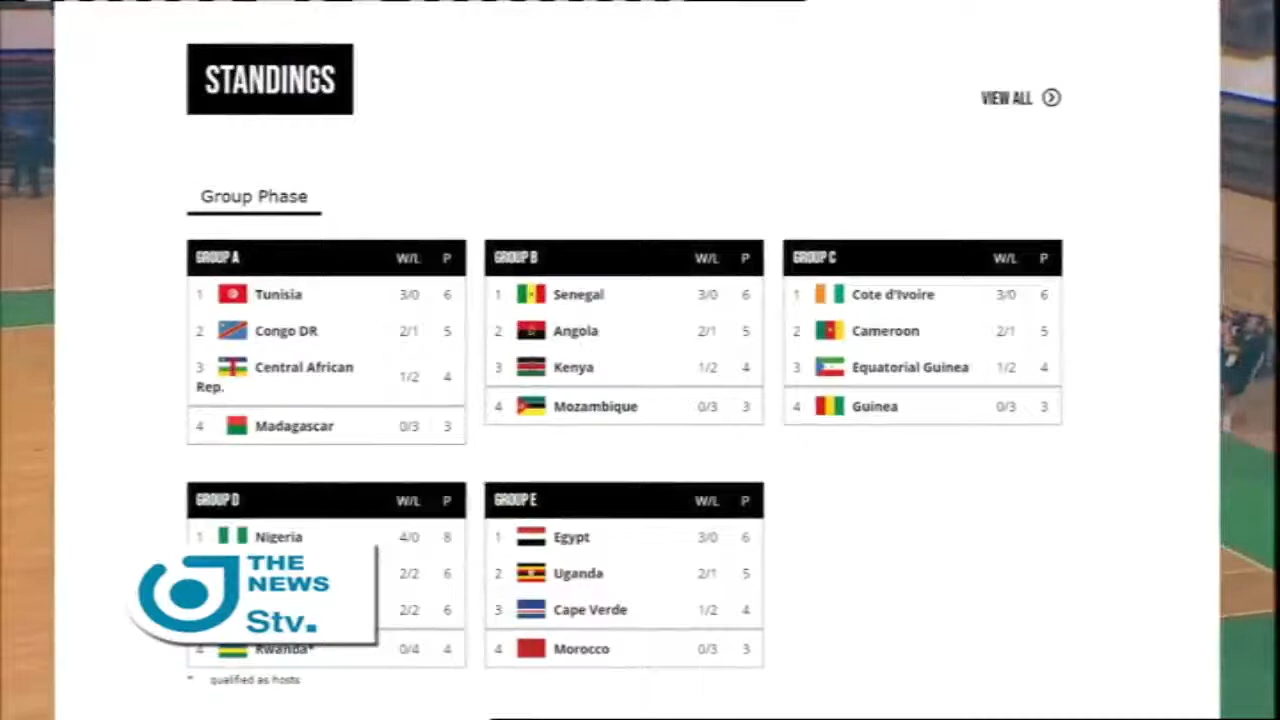 STANDINGS
VIEW ALL
Group Phase
GROUP A W/L P
1 Tunisia 3/0 6
2 Congo DR 2/1 5
3 Central African Rep. 1/2 4
4 Madagascar 0/3 3
GROUP B W/L P
1 Senegal 3/0 6
2 Angola 2/1 5
3 Kenya 1/2 4
4 Mozambique 0/3 3
GROUP C W/L P
1 Cote d'Ivoire 3/0 6
2 Cameroon 2/1 5
3 Equatorial Guinea 1/2 4
4 Guinea 0/3 3
GROUP D W/L P
1 Nigeria 4/0 8
2/2 6
2/2 6
4 Rwanda* 0/4 4
* qualified as hosts
GROUP E W/L P
1 Egypt 3/0 6
2 Uganda 2/1 5
3 Cape Verde 1/2 4
4 Morocco 0/3 3
THE
NEWS
Stv.